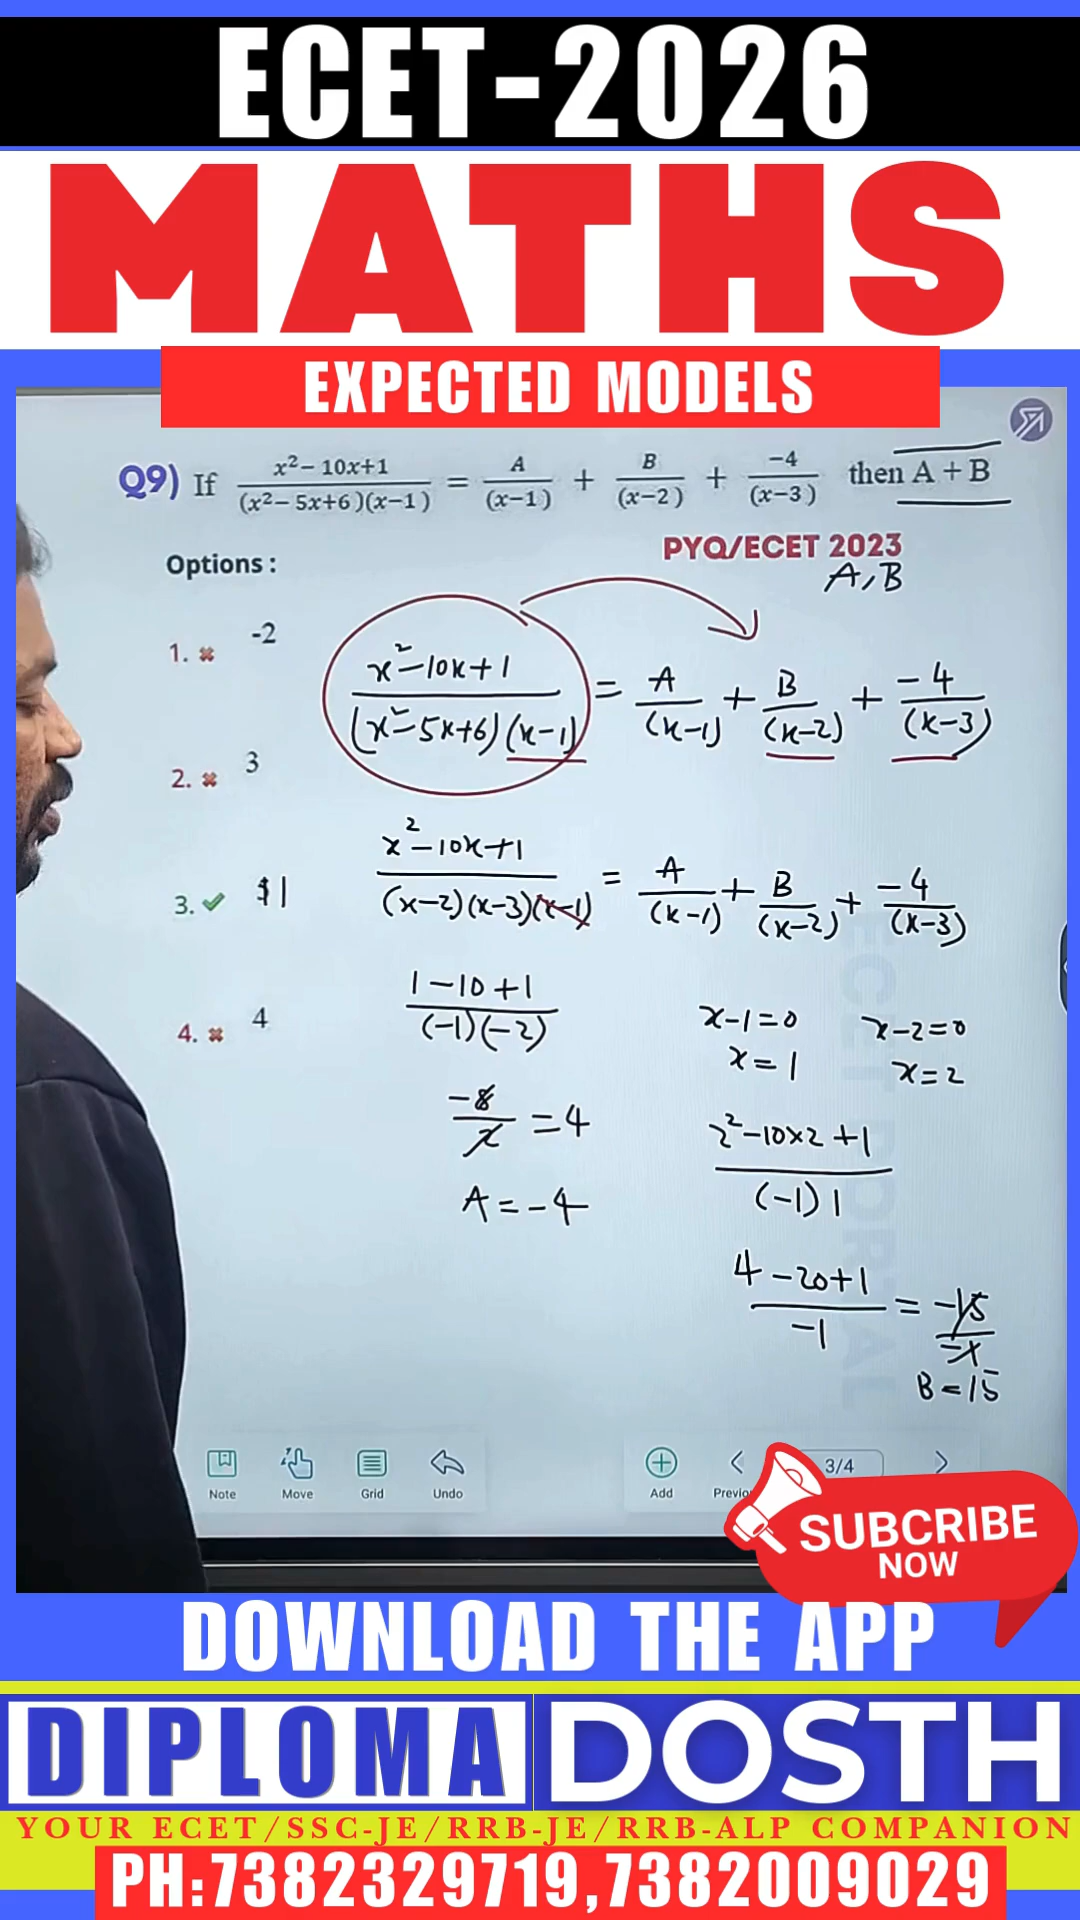 ECET-2026
MATHS
EXPECTED MODELS
Q9) If (x²– 10x+1)/((x²– 5x+6)(x–1)) = A/(x–1) + B/(x–2) + –4/(x–3) then A + B
PYQ/ECET 2023
Options :
A, B
1. ✖ -2
x²–10x+1/(x²–5x+6)(x–1) = A/(x–1) + B/(x–2) + –4/(x–3)
2. ✖ 3
x²–10x+1/(x–2)(x–3)(x–1) = A/(x–1) + B/(x–2) + –4/(x–3)
3. ✔ 11
4. ✖ 4
1–10+1/(–1)(–2)
x–1=0 x–2=0
x=1 x=2
–8/2 =4
2²–10×2+1/(–1)1
A=–4
4–20+1/–1 = –15/–1
B=15
Note Move Grid Undo Add 3/4
SUBCRIBE
NOW
DOWNLOAD THE APP
DIPLOMA DOSTH
YOUR ECET/SSC-JE/RRB-JE/RRB-ALP COMPANION
PH:7382329719,7382009029